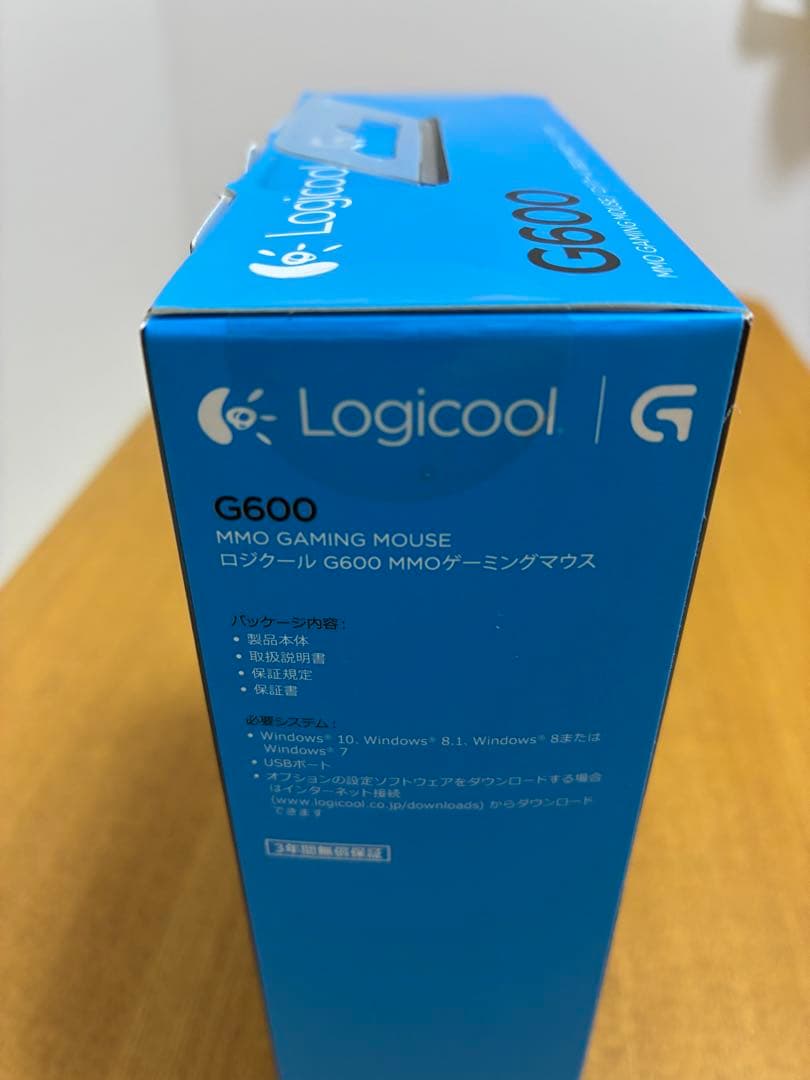 Logicool
G600
MMO GAMING MOUSE
Logicool
G600
MMO GAMING MOUSE
ロジクール G600 MMOゲーミングマウス
パッケージ内容:
• 製品本体
• 取扱説明書
• 保証規定
• 保証書
必要システム:
• Windows® 10、Windows® 8.1、Windows® 8または
Windows® 7
• USBポート
• オプションの設定ソフトウェアをダウンロードする場合
はインターネット接続
(www.logicool.co.jp/downloads) からダウンロード
できます
3年